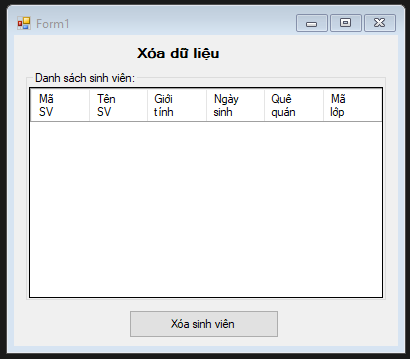 Form1
Xóa dữ liệu
Danh sách sinh viên:
Mã SV Tên SV Giới tính Ngày sinh Quê quán Mã lớp
Xóa sinh viên